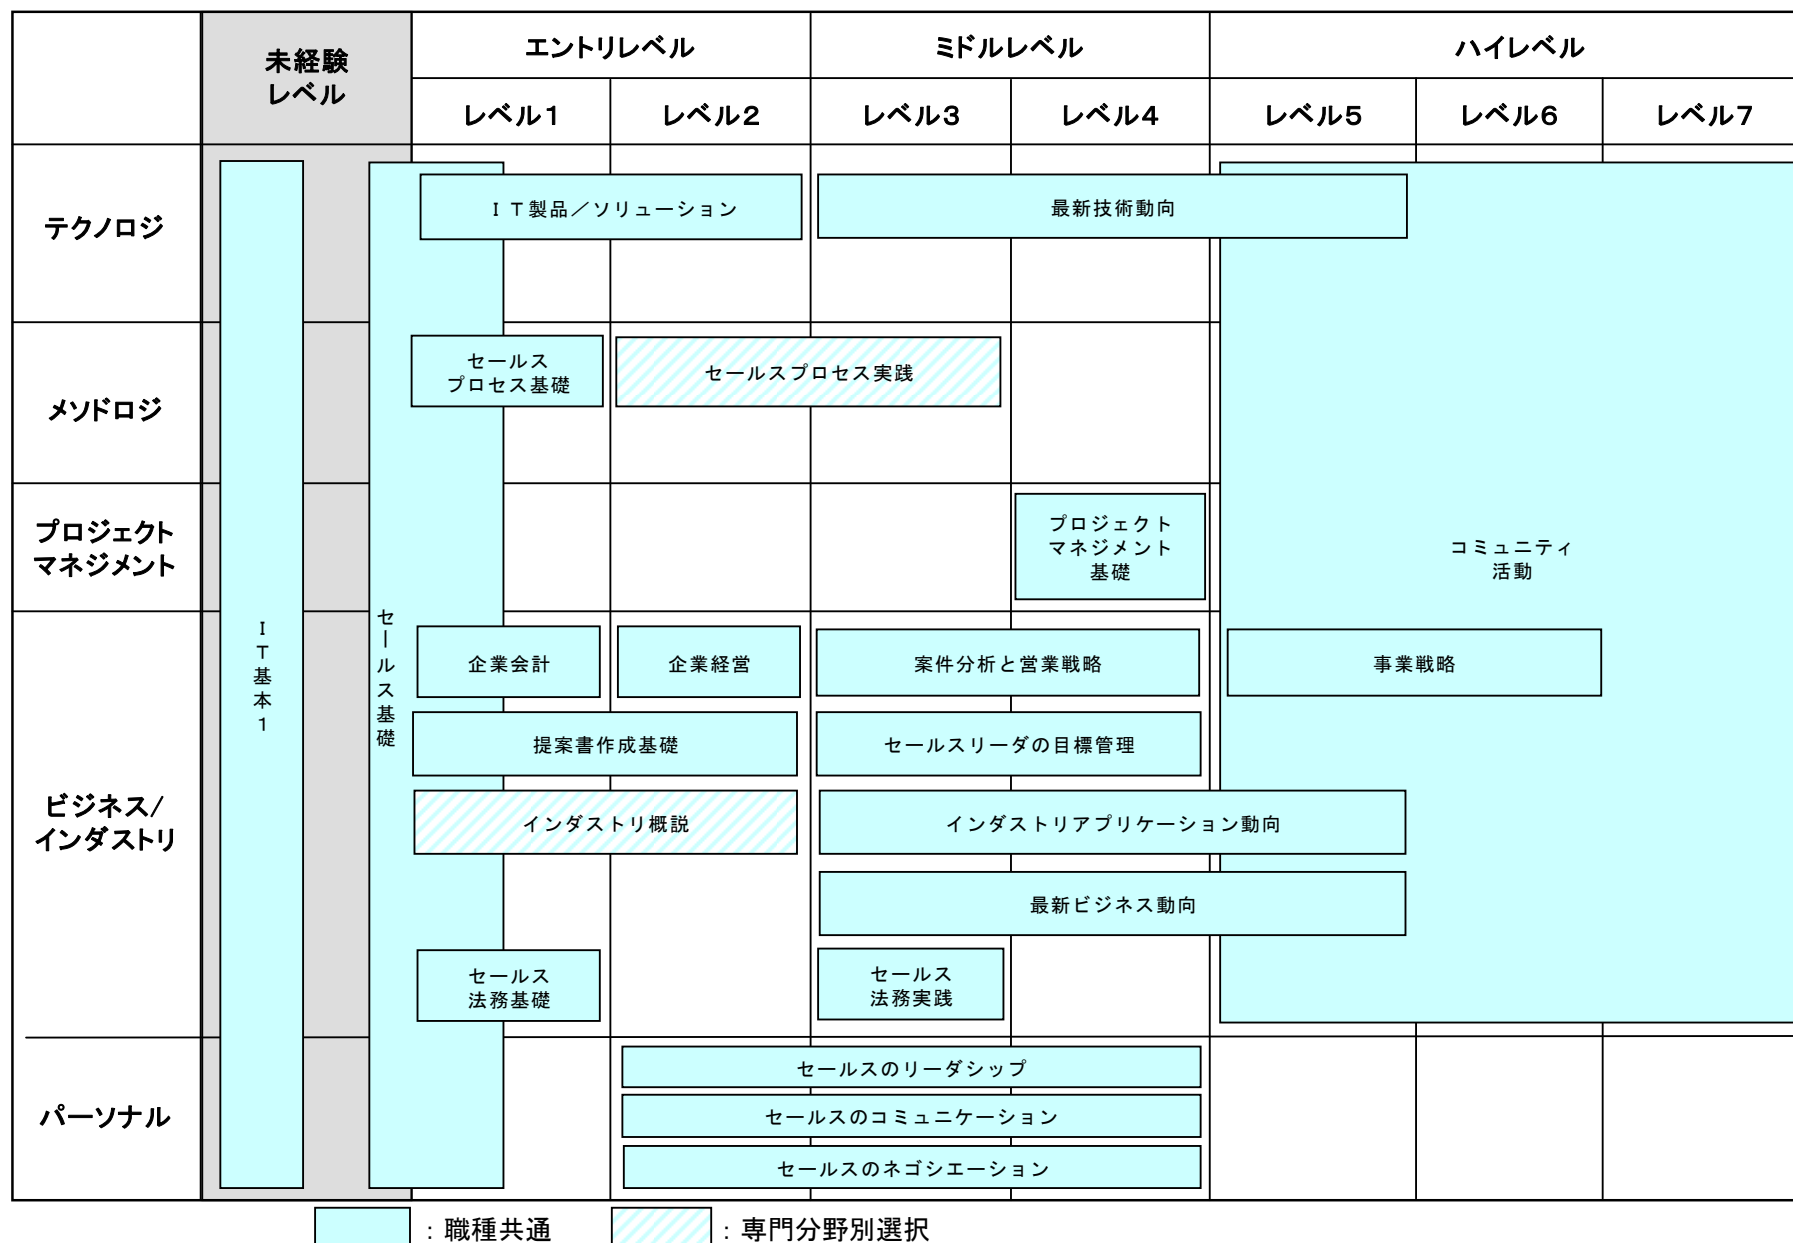 未経験
レベル
エントリレベル
ミドルレベル
ハイレベル
レベル1
レベル2
レベル3
レベル4
レベル5
レベル6
レベル7
テクノロジ
IT製品／ソリューション
最新技術動向
メソドロジ
セールス
プロセス基礎
セールスプロセス実践
プロジェクト
マネジメント
プロジェクト
マネジメント
基礎
コミュニティ
活動
IT基本1
セールス基礎
ビジネス/
インダストリ
企業会計
企業経営
案件分析と営業戦略
事業戦略
提案書作成基礎
セールスリーダの目標管理
インダストリ概説
インダストリアプリケーション動向
最新ビジネス動向
セールス
法務基礎
セールス
法務実践
パーソナル
セールスのリーダシップ
セールスのコミュニケーション
セールスのネゴシエーション
：職種共通
：専門分野別選択